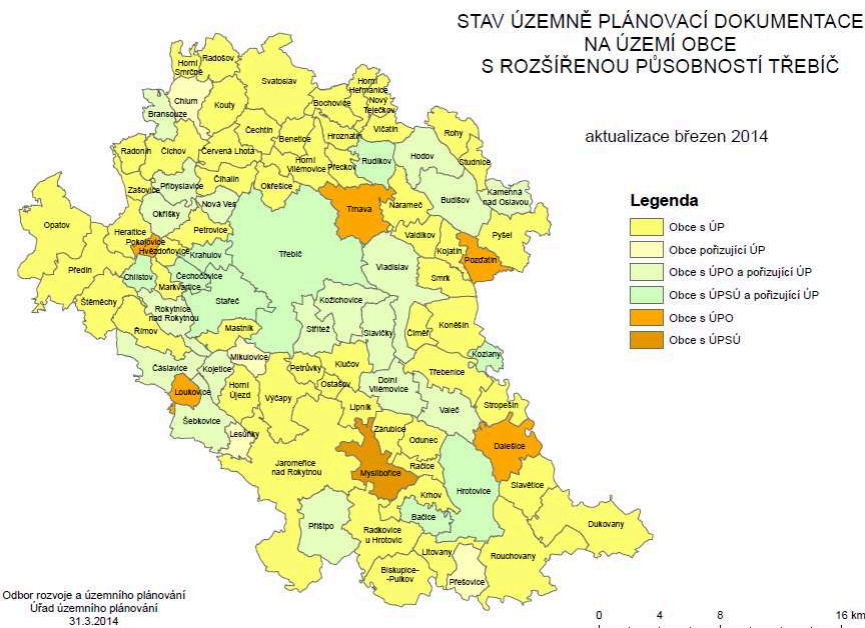 STAV ÚZEMNĚ PLÁNOVACÍ DOKUMENTACE
NA ÚZEMÍ OBCE
S ROZŠÍŘENOU PŮSOBNOSTÍ TŘEBÍČ
aktualizace březen 2014
Legenda
Obce s ÚP
Obce pořizující ÚP
Obce s ÚPO a pořizující ÚP
Obce s ÚPSÚ a pořizující ÚP
Obce s ÚPO
Obce s ÚPSÚ
Horní
Smrčné
Radošov
Svatoslav
Chlum
Bransouze
Kouty
Bochovice
Horní
Heřmanice
Nový
Telečkov
Čechtín
Benetice
Hroznatín
Vlčatín
Rohy
Radonín
Číchov
Červená Lhota
Horní
Vilémovice
Přeckov
Rudíkov
Hodov
Studnice
Zašovice
Přibyslavice
Číhalín
Okřešice
Trnava
Nárameč
Budišov
Kamenná
nad Oslavou
Opatov
Okříšky
Nová Ves
Petrovice
Heraltice
Pokojovice
Hvězdoňovice
Krahulov
Třebíč
Valdíkov
Kojatín
Pozďatín
Pyšel
Předín
Chlístov
Čechočovice
Markvartice
Vladislav
Smrk
Štěměchy
Rokytnice
nad Rokytnou
Stařeč
Kožichovice
Římov
Mastník
Střítež
Slavičky
Číměř
Koněšín
Čáslavice
Kojetice
Mikulovice
Petrůvky
Klučov
Kozlany
Loukovice
Horní
Újezd
Výčapy
Ostašov
Dolní
Vilémovice
Třebenice
Šebkovice
Lipník
Valeč
Stropešín
Lesůňky
Zárubice
Odunec
Dalešice
Jaroměřice
nad Rokytnou
Myslibořice
Račice
Hrotovice
Slavětice
Krhov
Příštpo
Bačice
Radkovice
u Hrotovic
Dukovany
Litovany
Rouchovany
Biskupice-
-Pulkov
Přešovice
Odbor rozvoje a územního plánování
Úřad územního plánování
31.3.2014
0 4 8 16 km